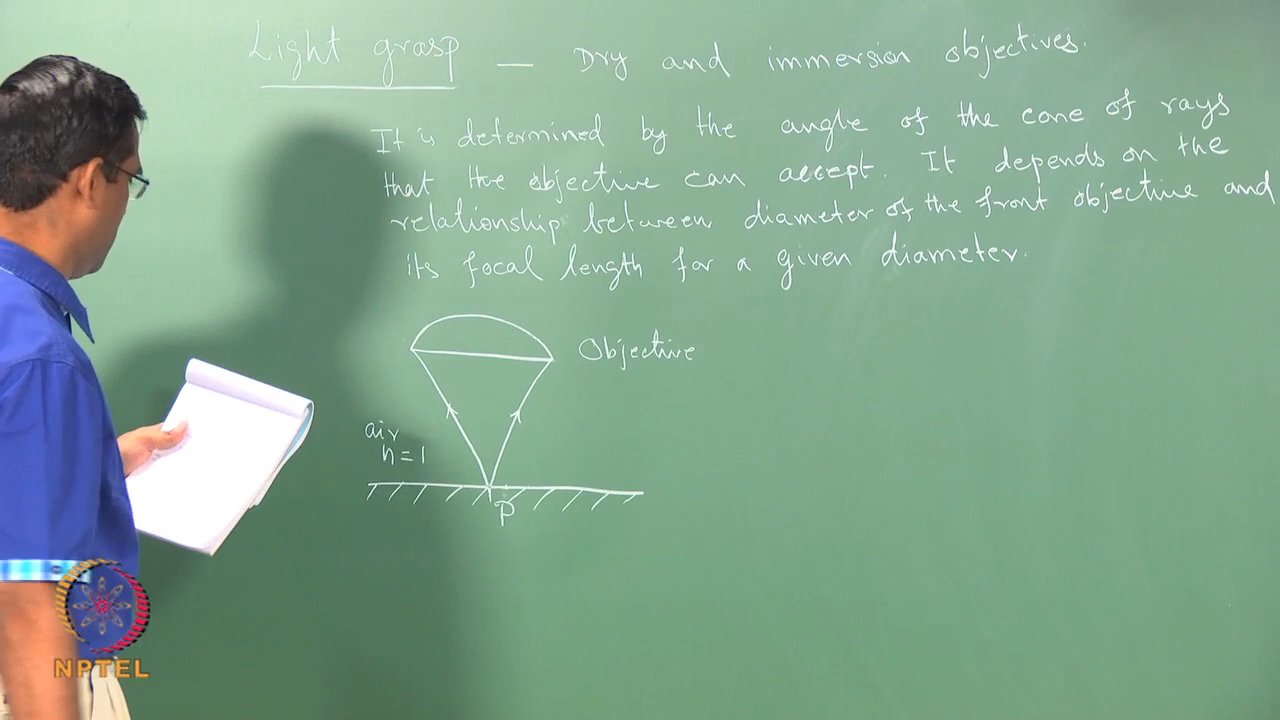 Light grasp — Dry and immersion objectives.
It is determined by the angle of the cone of rays
that the objective can accept. It depends on the
relationship between diameter of the front objective and
its focal length for a given diameter.
Objective
air
n = 1
P
NPTEL